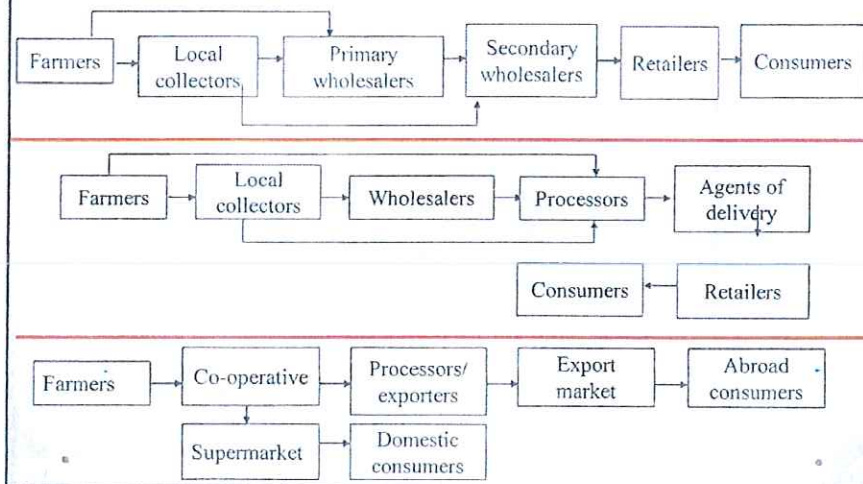 Farmers
Local
collectors
Primary
wholesalers
Secondary
wholesalers
Retailers
Consumers
Farmers
Local
collectors
Wholesalers
Processors
Agents of
delivery
Consumers
Retailers
Farmers
Co-operative
Processors/
exporters
Export
market
Abroad
consumers
Supermarket
Domestic
consumers